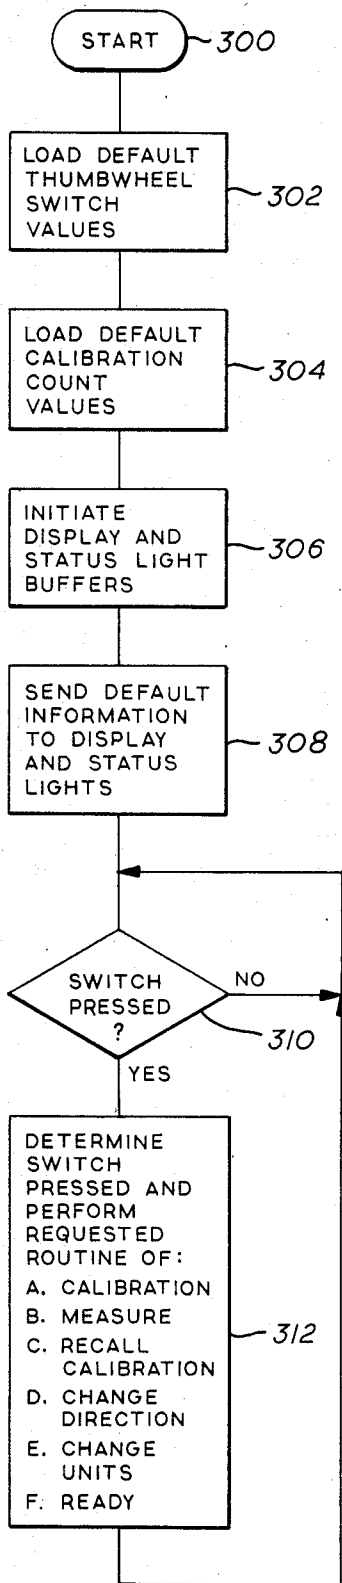 START 300
LOAD DEFAULT
THUMBWHEEL
SWITCH
VALUES
302
LOAD DEFAULT
CALIBRATION
COUNT
VALUES
304
INITIATE
DISPLAY AND
STATUS LIGHT
BUFFERS
306
SEND DEFAULT
INFORMATION
TO DISPLAY
AND STATUS
LIGHTS
308
SWITCH
PRESSED
?
NO
310
YES
DETERMINE
SWITCH
PRESSED AND
PERFORM
REQUESTED
ROUTINE OF:
A. CALIBRATION
B. MEASURE
C. RECALL
CALIBRATION
D. CHANGE
DIRECTION
E. CHANGE
UNITS
F. READY
312